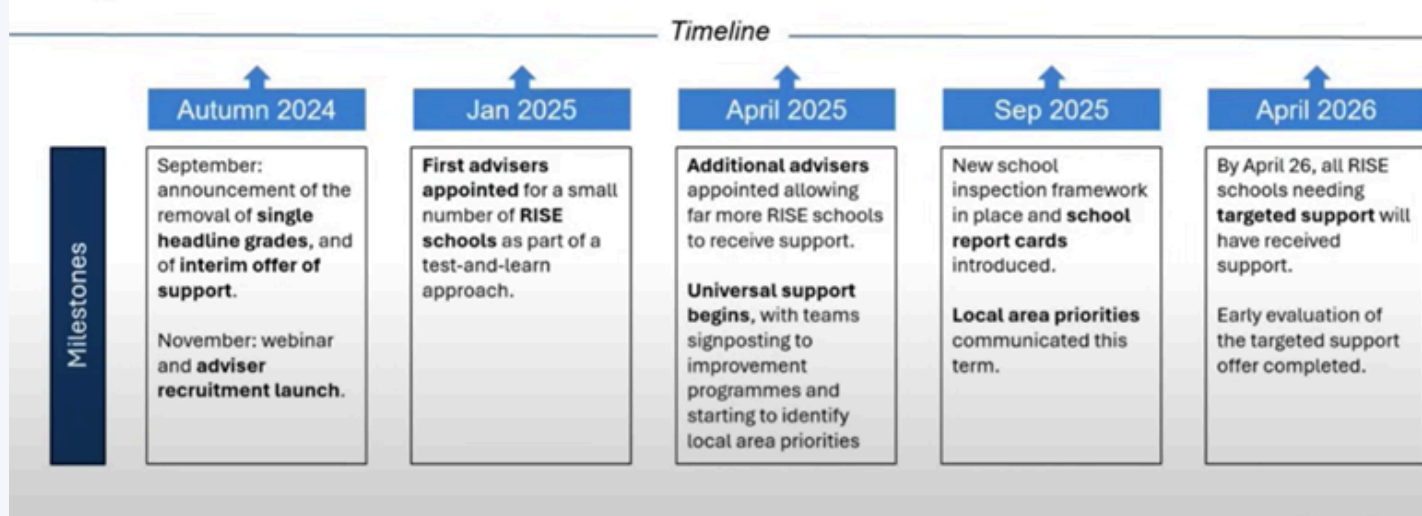 Timeline
Autumn 2024
Jan 2025
April 2025
Sep 2025
April 2026
Milestones
September:
announcement of the
removal of single
headline grades, and
of interim offer of
support.
November: webinar
and adviser
recruitment launch.
First advisers
appointed for a small
number of RISE
schools as part of a
test-and-learn
approach.
Additional advisers
appointed allowing
far more RISE schools
to receive support.
Universal support
begins, with teams
signposting to
improvement
programmes and
starting to identify
local area priorities
New school
inspection framework
in place and school
report cards
introduced.
Local area priorities
communicated this
term.
By April 26, all RISE
schools needing
targeted support will
have received
support.
Early evaluation of
the targeted support
offer completed.